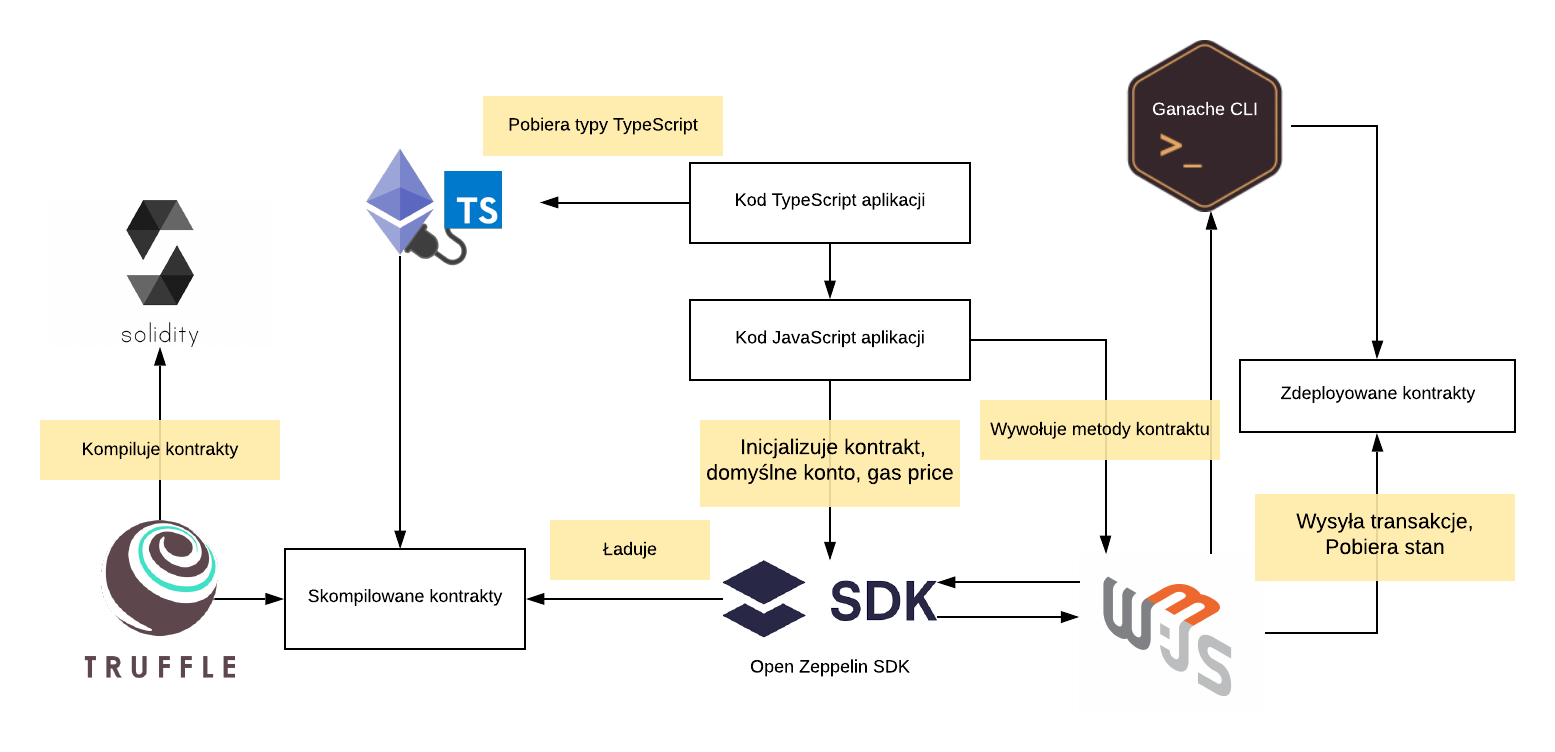 Ganache CLI
>_
Pobiera typy TypeScript
TS
Kod TypeScript aplikacji
solidity
Kod JavaScript aplikacji
Zdeployowane kontrakty
Kompiluje kontrakty
Inicjalizuje kontrakt,
domyślne konto, gas price
Wywołuje metody kontraktu
Wysyła transakcje,
Pobiera stan
Ładuje
Skompilowane kontrakty
SDK
Open Zeppelin SDK
TRUFFLE
W3JS